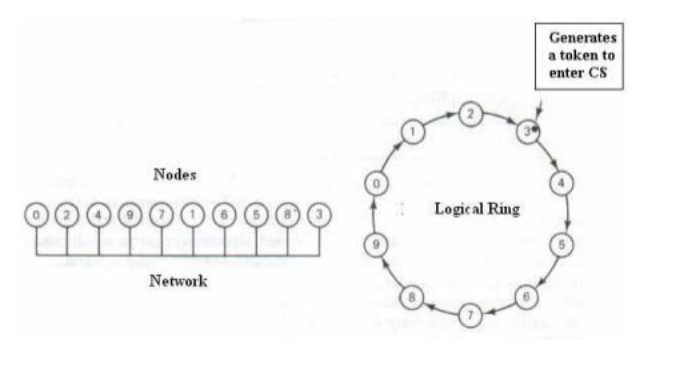 Generates
a token to
enter CS
Nodes
0 2 4 9 7 1 6 5 8 3
Network
2
1
3
0
4
Logical Ring
9
5
8
6
7